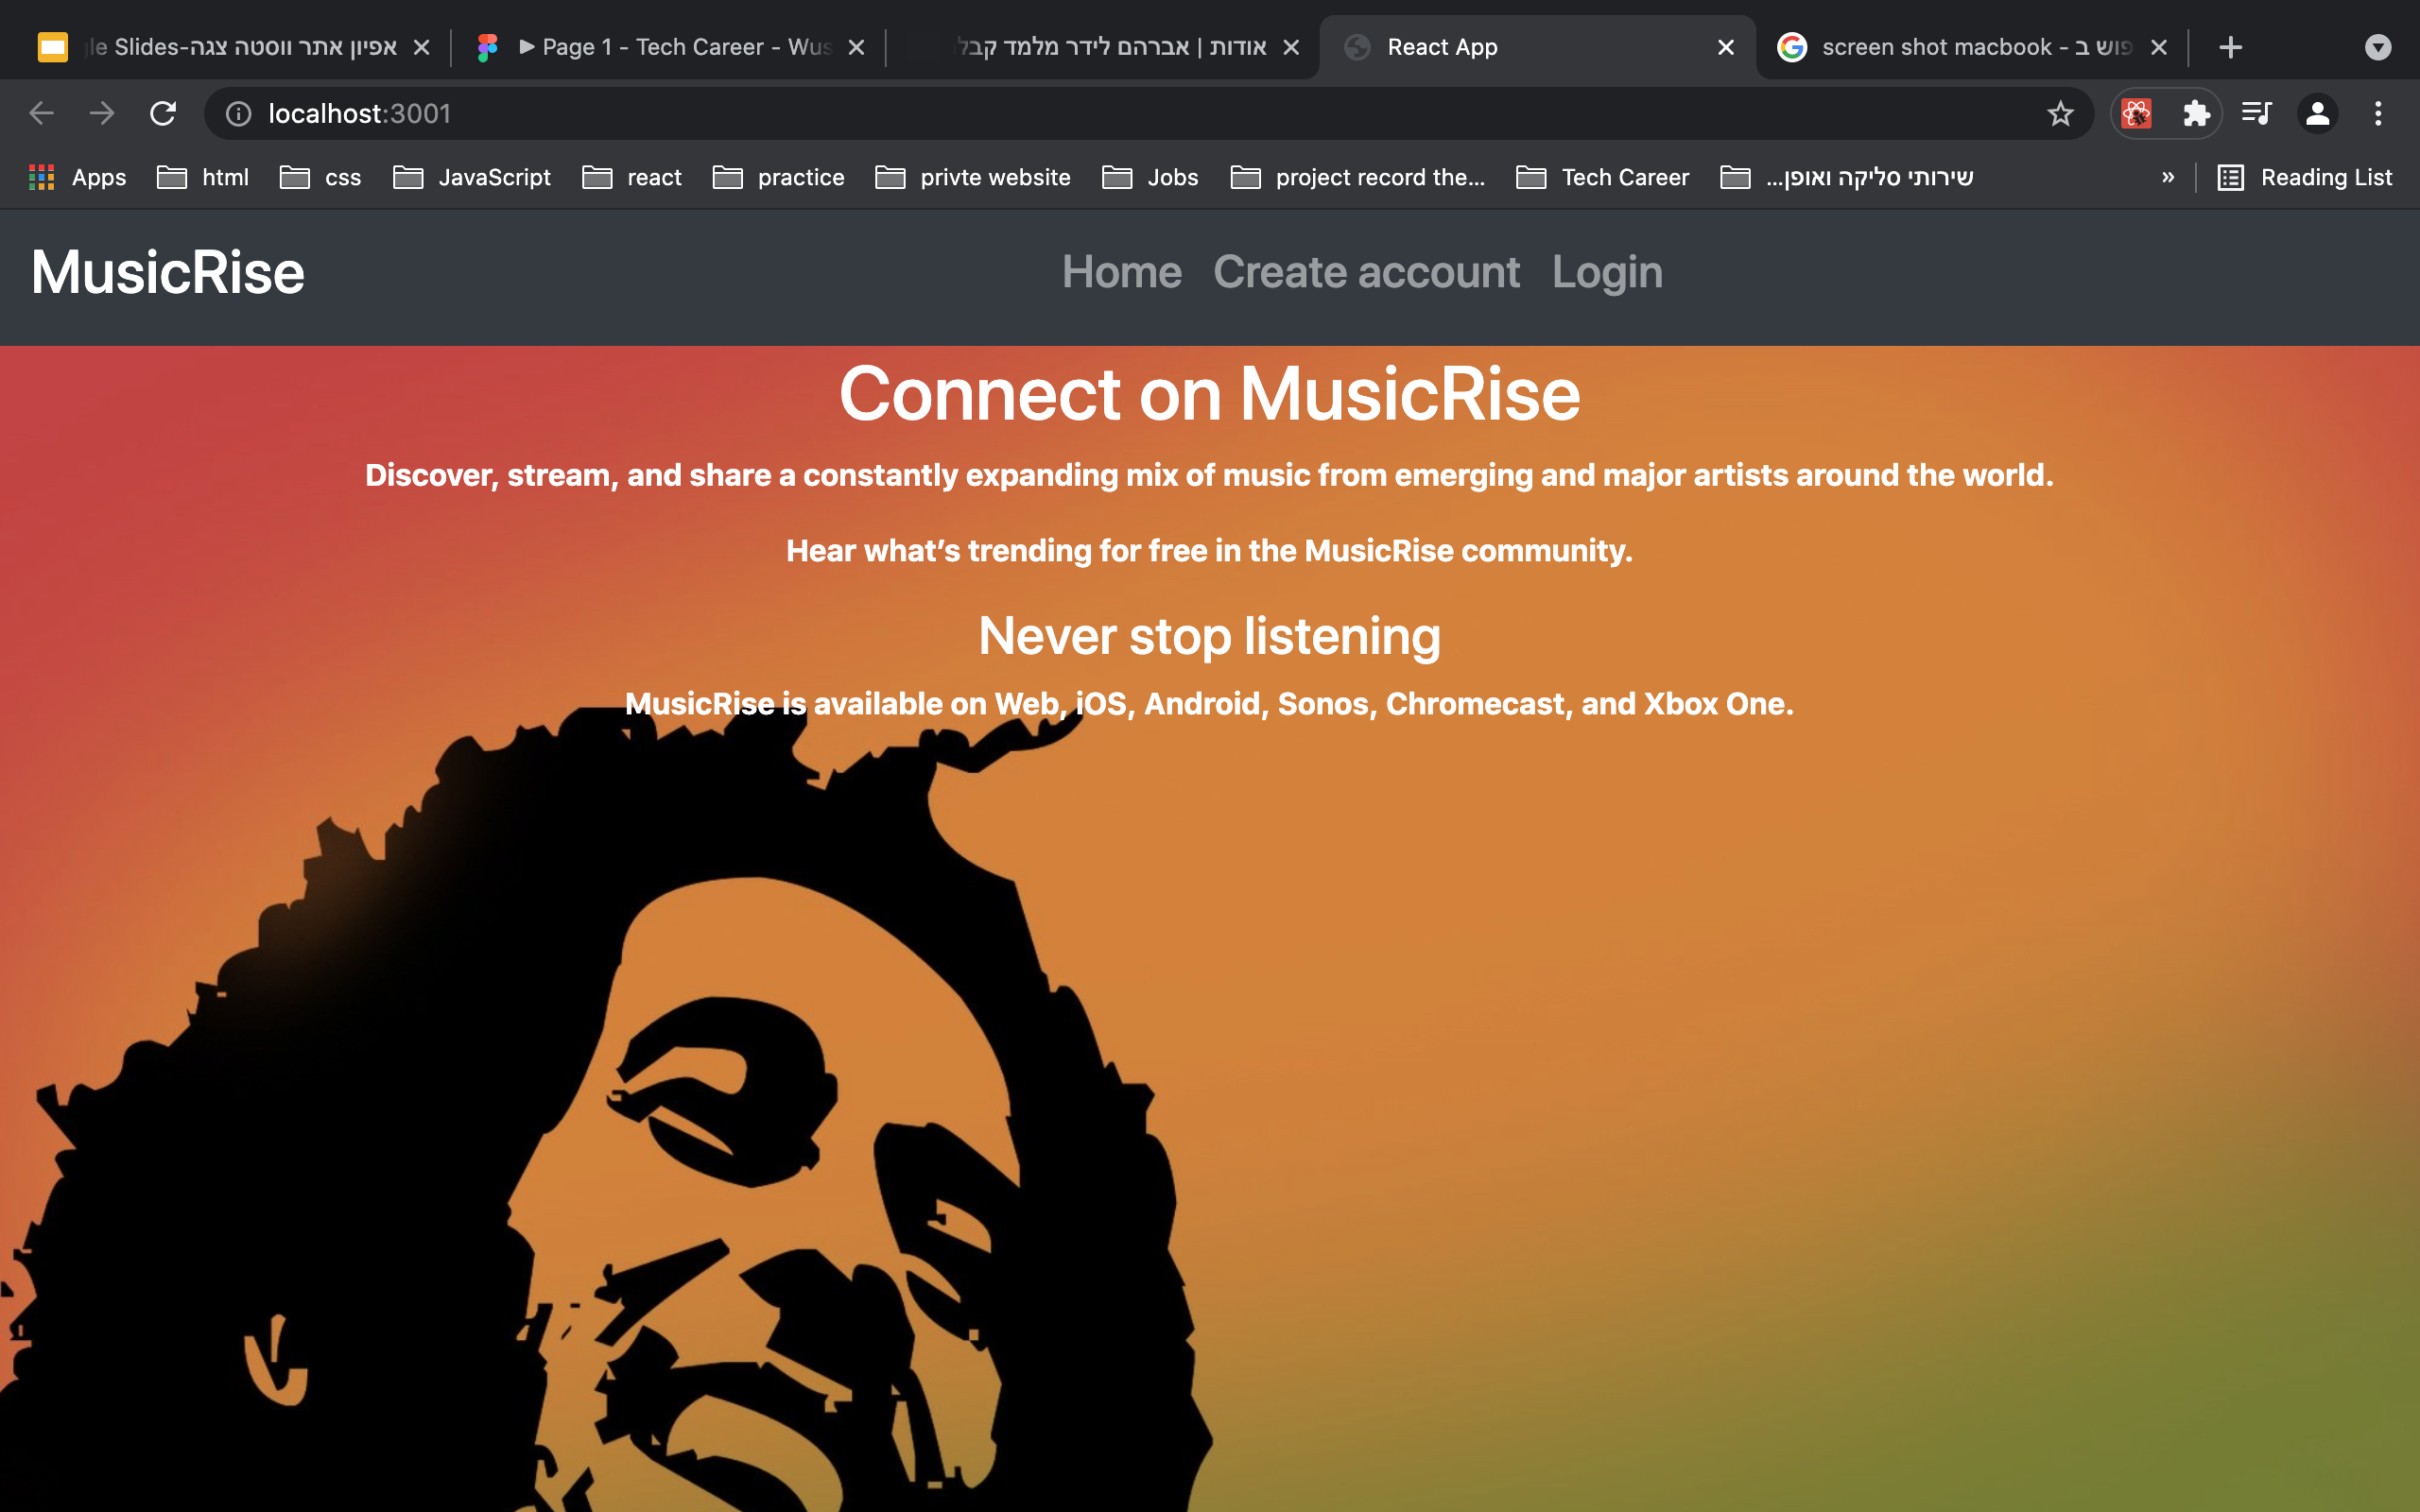 le Slides-אפיון אתר ווסטה צגה
Page 1 - Tech Career - Wus
אודות | אברהם לידר מלמד קבל
React App
screen shot macbook - פוש ב
localhost:3001
Apps html css JavaScript react practice privte website Jobs project record the... Tech Career שירותי סליקה ואופן... » Reading List
MusicRise Home Create account Login
Connect on MusicRise
Discover, stream, and share a constantly expanding mix of music from emerging and major artists around the world.
Hear what’s trending for free in the MusicRise community.
Never stop listening
MusicRise is available on Web, iOS, Android, Sonos, Chromecast, and Xbox One.